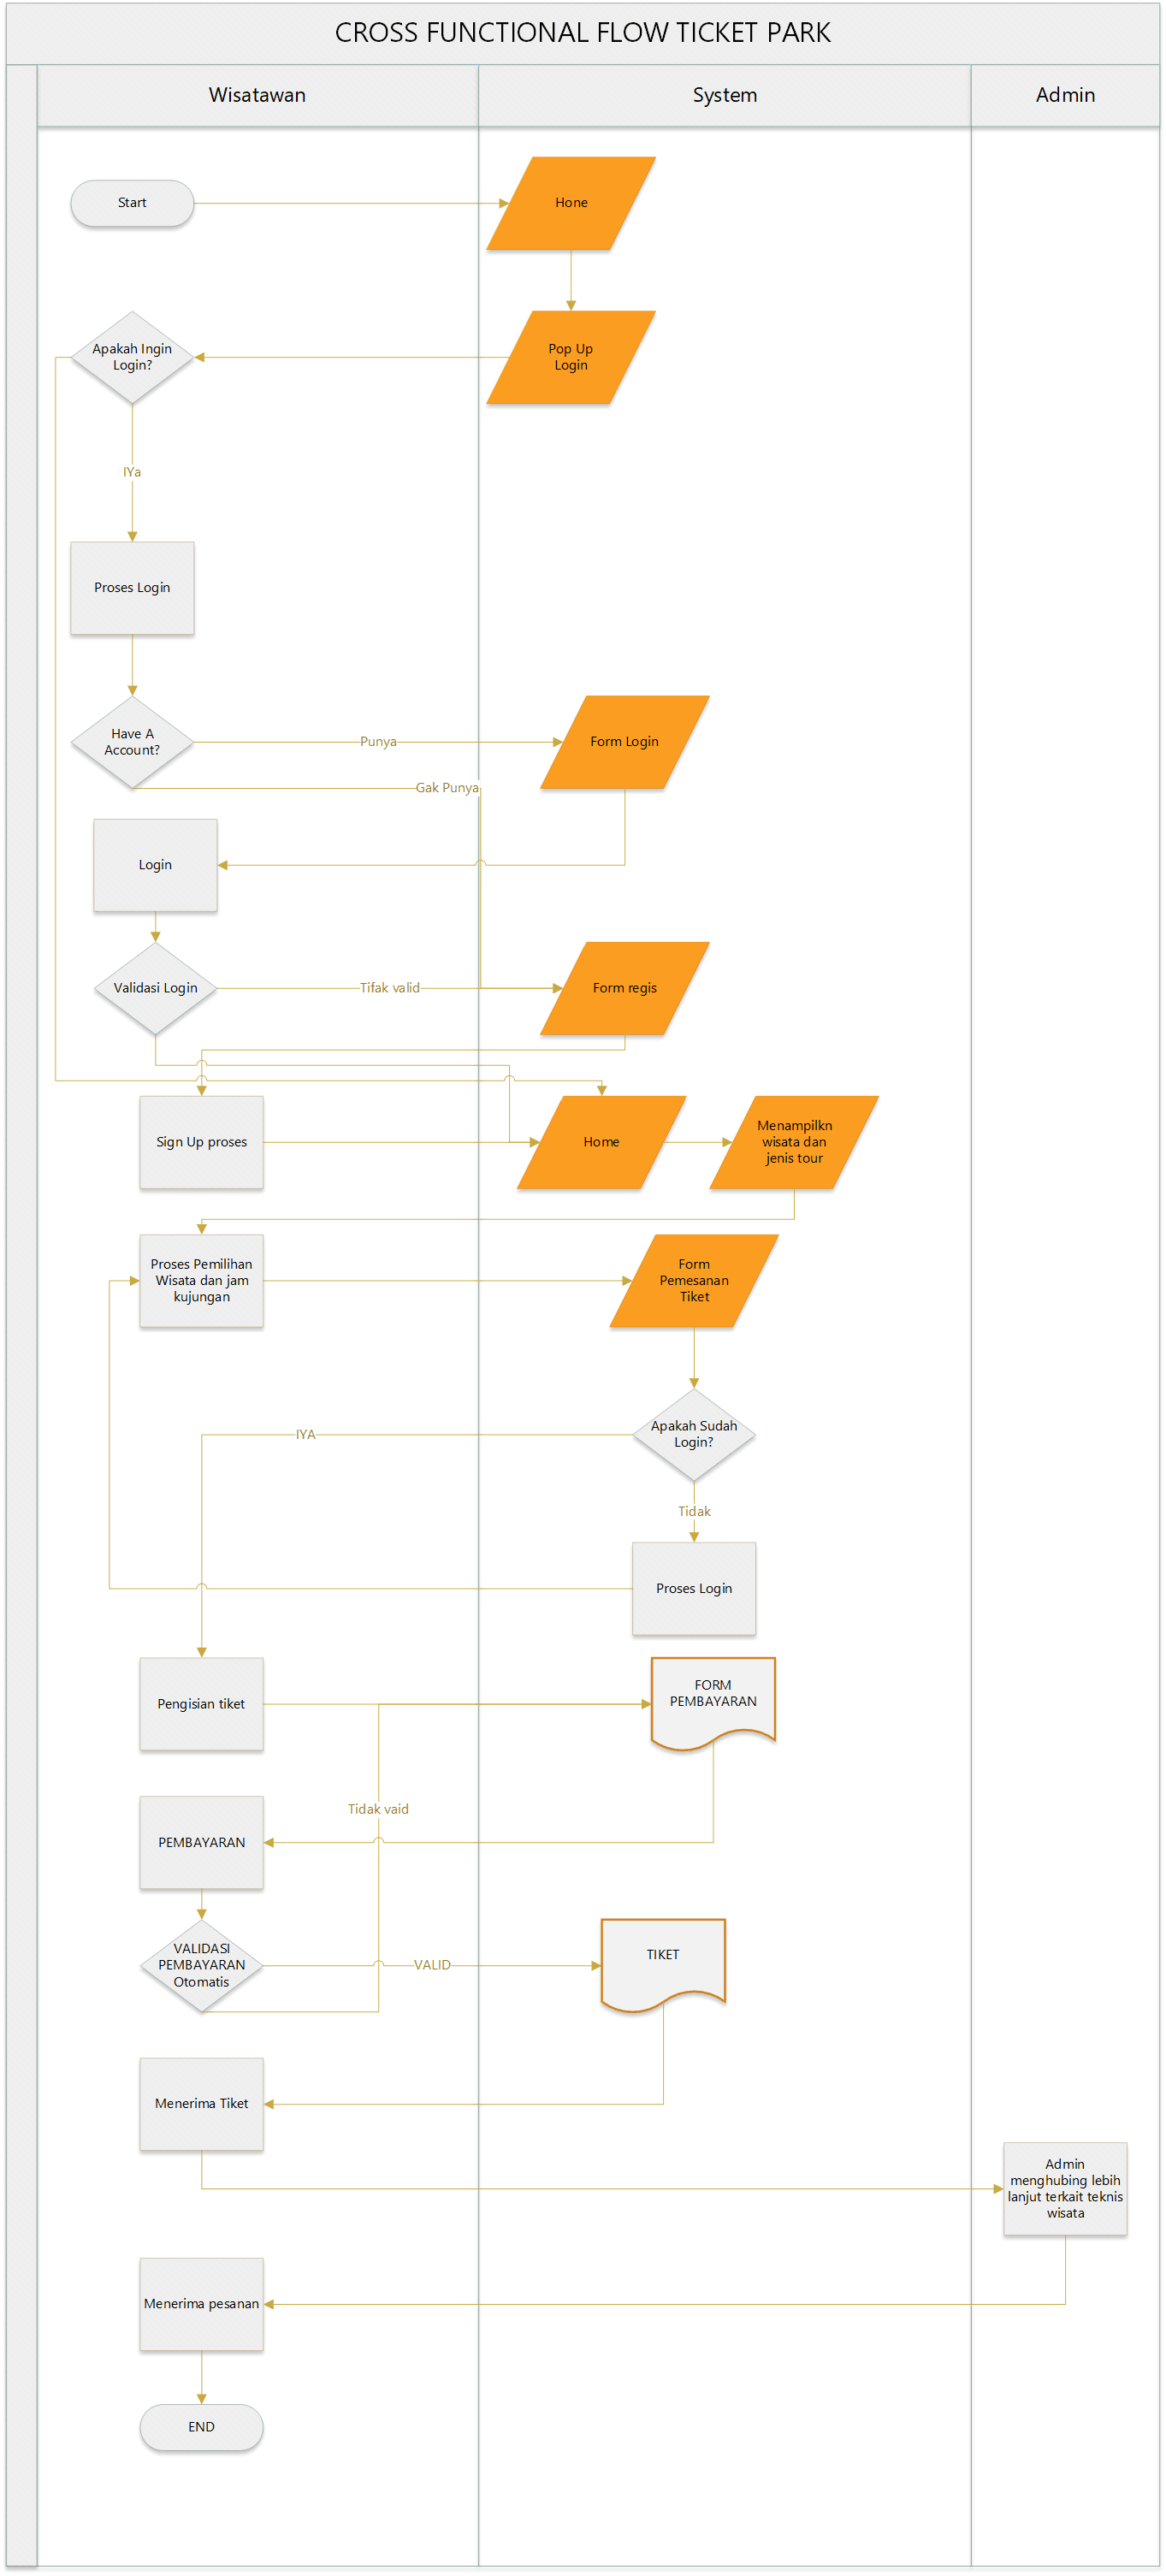 CROSS FUNCTIONAL FLOW TICKET PARK
Wisatawan
System
Admin
Start
Hone
Apakah Ingin
Login?
Pop Up
Login
IYa
Proses Login
Have A
Account?
Punya
Form Login
Gak Punya
Login
Validasi Login
Tifak valid
Form regis
Sign Up proses
Home
Menampilkn
wisata dan
jenis tour
Proses Pemilihan
Wisata dan jam
kujungan
Form
Pemesanan
Tiket
Apakah Sudah
Login?
IYA
Tidak
Proses Login
Pengisian tiket
FORM
PEMBAYARAN
Tidak vaid
PEMBAYARAN
VALIDASI
PEMBAYARAN
Otomatis
VALID
TIKET
Menerima Tiket
Admin
menghubing lebih
lanjut terkait teknis
wisata
Menerima pesanan
END